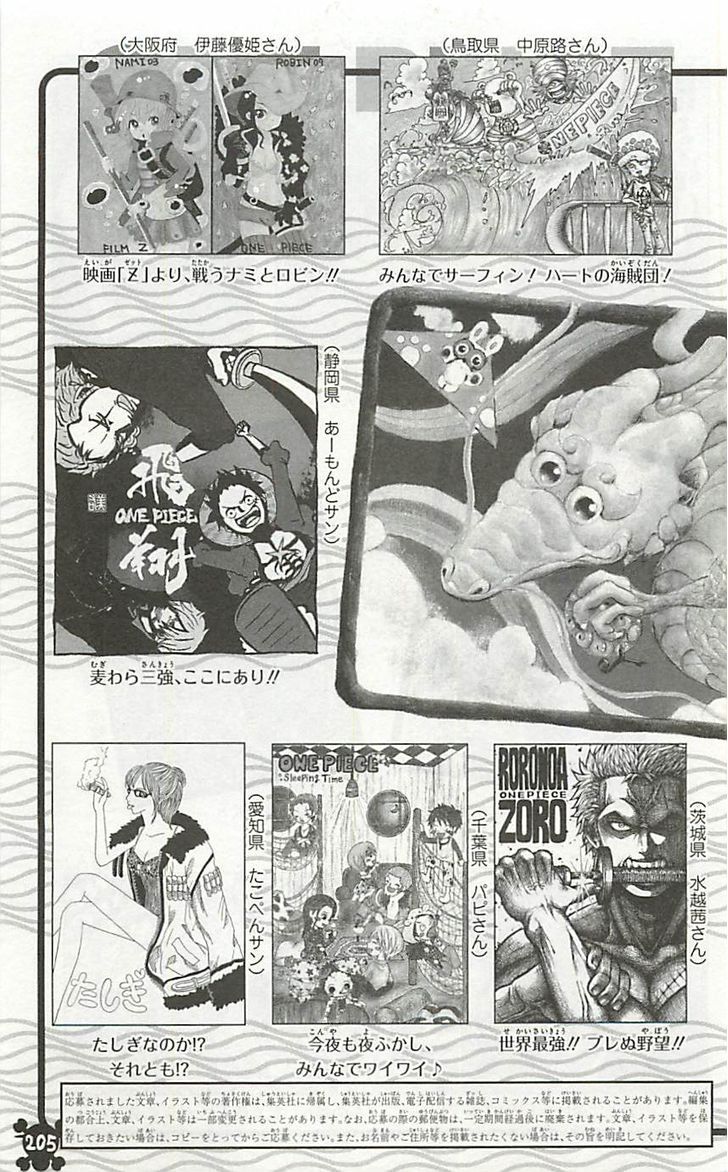 (大阪府　伊藤優姫さん)
NAMI 03
ROBIN 09
FILM Z
ONE PIECE
映画「Z」より、戦うナミとロビン!!
(鳥取県　中原路さん)
ONE PIECE
みんなでサーフィン! ハートの海賊団!
(静岡県　あーもんどサン)
飛
ONE PIECE
翔
麦わら三強、ここにあり!!
(愛知県　たこぺんサン)
たしぎ
たしぎなのか!?
それとも!?
(千葉県　パピさん)
ONE PIECE
Sleeping Time
今夜も夜ふかし、
みんなでワイワイ♪
(茨城県　水越茜さん)
RORONOA
ONE PIECE
ZORO
世界最強!! ブレぬ野望!!
応募されました文章、イラスト等の著作権は、集英社に帰属し、集英社が出版、電子配信する雑誌、コミックス等に掲載されることがあります。編集
の都合上、文章、イラスト等は一部変更されることがあります。なお、応募の際の郵便物は、一定期間経過後に廃棄されます。文章、イラスト等を保
存しておきたい場合は、コピーをとってからご応募ください。また、お名前やご住所等を掲載されたくない場合は、その旨を明記してください。
205